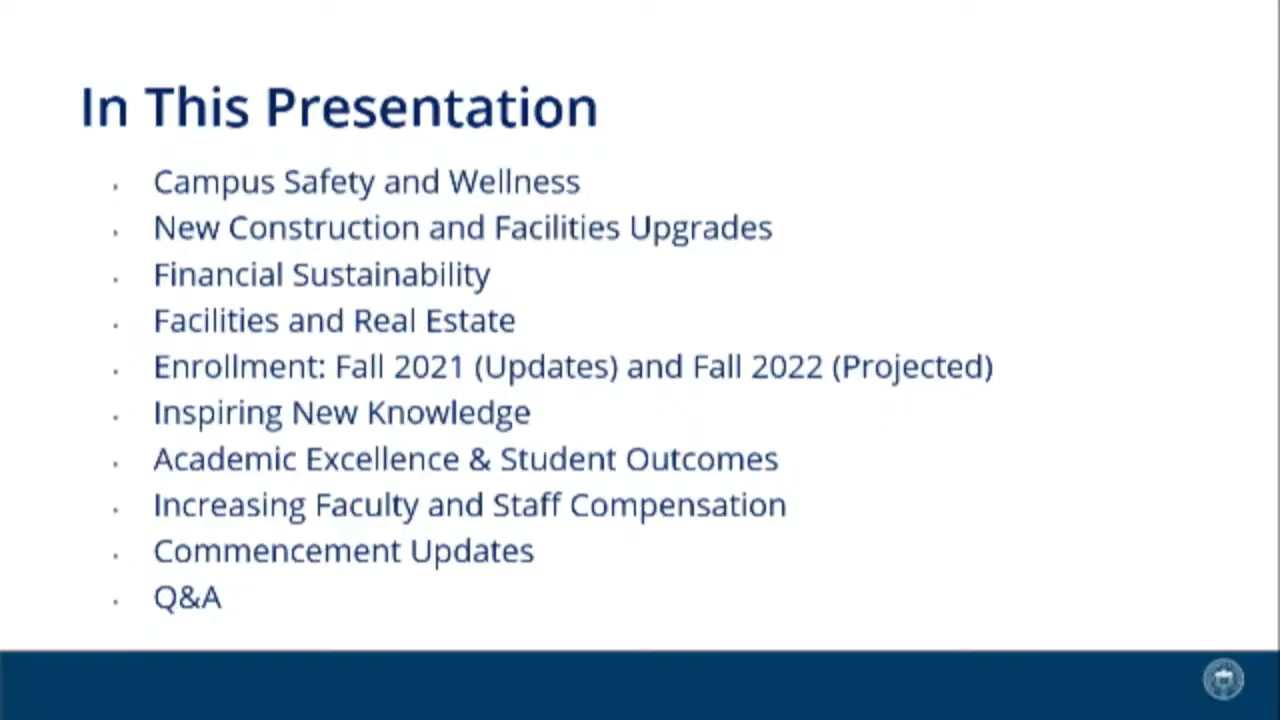 In This Presentation
Campus Safety and Wellness
New Construction and Facilities Upgrades
Financial Sustainability
Facilities and Real Estate
Enrollment: Fall 2021 (Updates) and Fall 2022 (Projected)
Inspiring New Knowledge
Academic Excellence & Student Outcomes
Increasing Faculty and Staff Compensation
Commencement Updates
Q&A